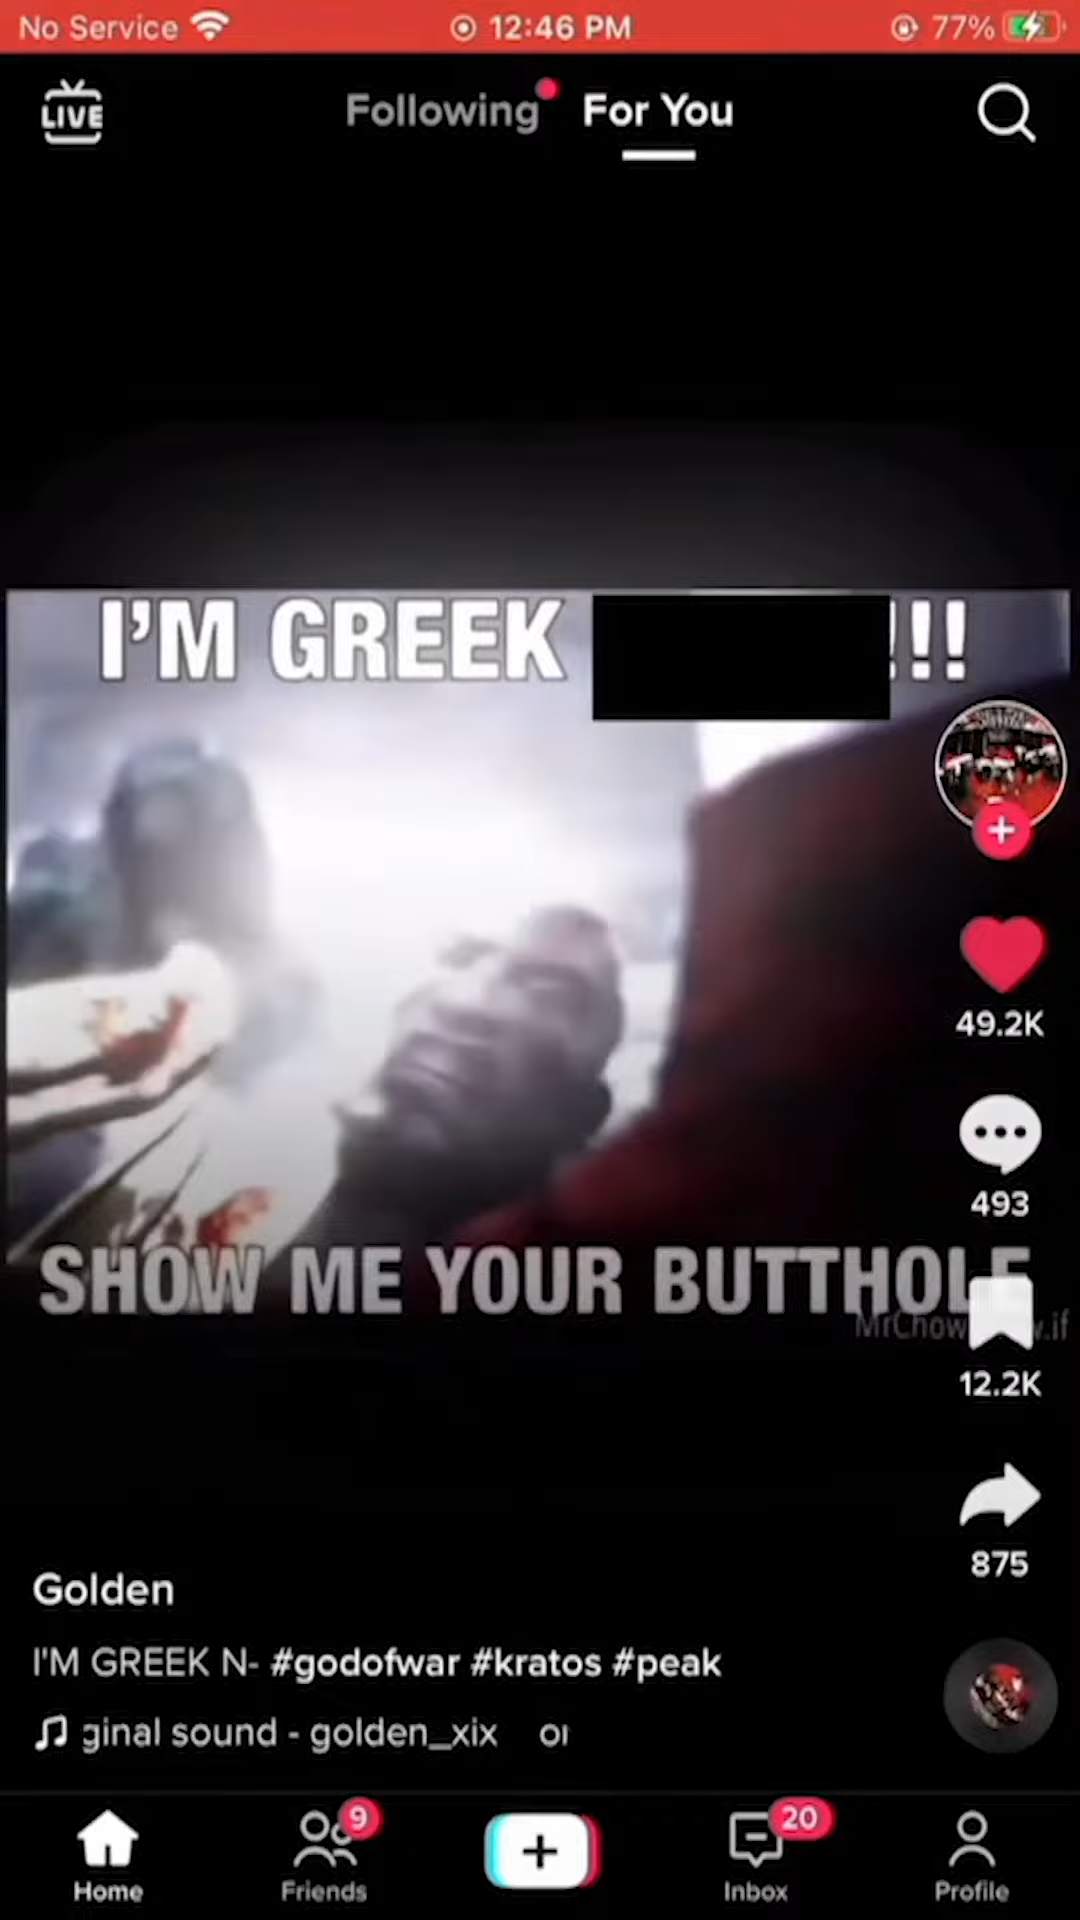 No Service 12:46 PM 77%
LIVE Following For You
I'M GREEK !!!
49.2K
493
SHOW ME YOUR BUTTHOLE
12.2K
875
Golden
I'M GREEK N- #godofwar #kratos #peak
ginal sound - golden_xix or
9 20
Home Friends Inbox Profile